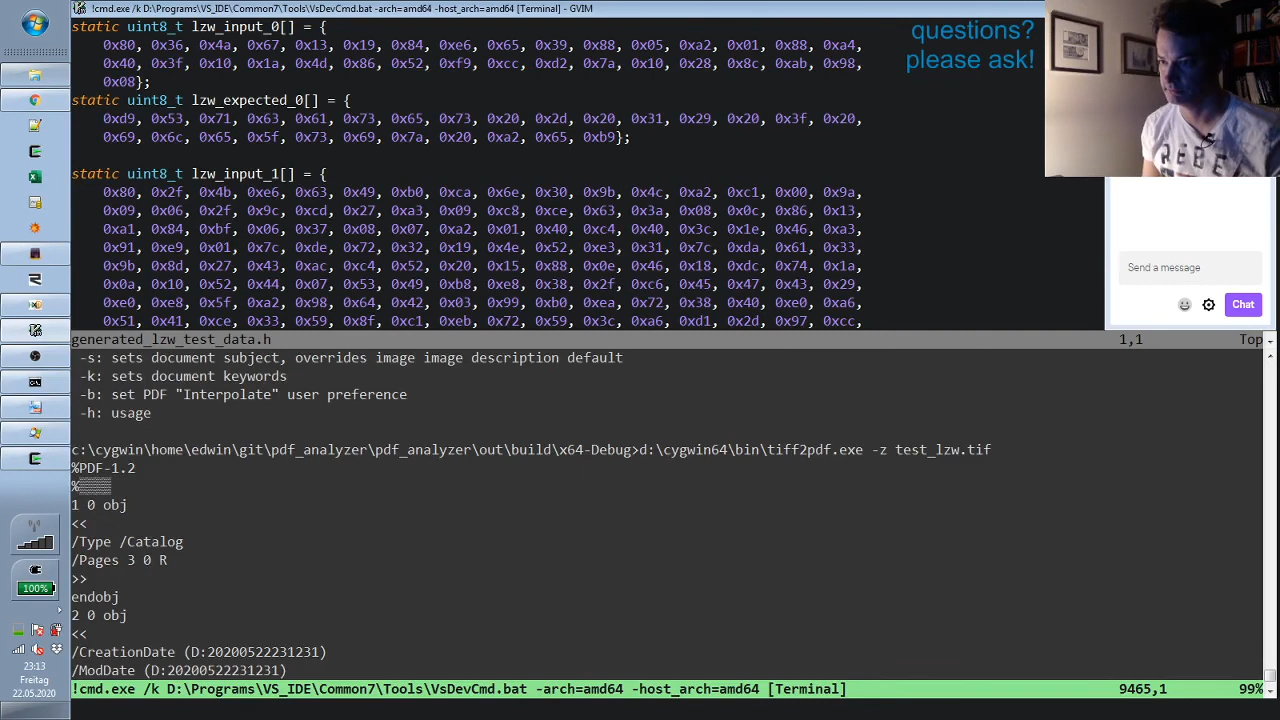 !cmd.exe /k D:\Programs\VS_IDE\Common7\Tools\VsDevCmd.bat -arch=amd64 -host_arch=amd64 [Terminal] - GVIM
static uint8_t lzw_input_0[] = {
0x80, 0x36, 0x4a, 0x67, 0x13, 0x19, 0x84, 0xe6, 0x65, 0x39, 0x88, 0x05, 0xa2, 0x01, 0x88, 0xa4,
0x40, 0x3f, 0x10, 0x1a, 0x4d, 0x86, 0x52, 0xf9, 0xcc, 0xd2, 0x7a, 0x10, 0x28, 0x8c, 0xab, 0x98,
0x08};
static uint8_t lzw_expected_0[] = {
0xd9, 0x53, 0x71, 0x63, 0x61, 0x73, 0x65, 0x73, 0x20, 0x2d, 0x20, 0x31, 0x29, 0x20, 0x3f, 0x20,
0x69, 0x6c, 0x65, 0x5f, 0x73, 0x69, 0x7a, 0x20, 0xa2, 0x65, 0xb9};
static uint8_t lzw_input_1[] = {
0x80, 0x2f, 0x4b, 0xe6, 0x63, 0x49, 0xb0, 0xca, 0x6e, 0x30, 0x9b, 0x4c, 0xa2, 0xc1, 0x00, 0x9a,
0x09, 0x06, 0x2f, 0x9c, 0xcd, 0x27, 0xa3, 0x09, 0xc8, 0xce, 0x63, 0x3a, 0x08, 0x0c, 0x86, 0x13,
0xa1, 0x84, 0xbf, 0x06, 0x37, 0x08, 0x07, 0xa2, 0x01, 0x40, 0xc4, 0x40, 0x3c, 0x1e, 0x46, 0xa3,
0x91, 0xe9, 0x01, 0x7c, 0xde, 0x72, 0x32, 0x19, 0x4e, 0x52, 0xe3, 0x31, 0x7c, 0xda, 0x61, 0x33,
0x9b, 0x8d, 0x27, 0x43, 0xac, 0xc4, 0x52, 0x20, 0x15, 0x88, 0x0e, 0x46, 0x18, 0xdc, 0x74, 0x1a,
0x0a, 0x10, 0x52, 0x44, 0x07, 0x53, 0x49, 0xb8, 0xe8, 0x38, 0x2f, 0xc6, 0x45, 0x47, 0x43, 0x29,
0xe0, 0xe8, 0x5f, 0xa2, 0x98, 0x64, 0x42, 0x03, 0x99, 0xb0, 0xea, 0x72, 0x38, 0x40, 0xe0, 0xa6,
0x51, 0x41, 0xce, 0x33, 0x59, 0x8f, 0xc1, 0xeb, 0x72, 0x59, 0x3c, 0xa6, 0xd1, 0x2d, 0x97, 0xcc,
questions?
please ask!
Send a message
Chat
generated_lzw_test_data.h 1,1 Top
-s: sets document subject, overrides image image description default
-k: sets document keywords
-b: set PDF "Interpolate" user preference
-h: usage
c:\cygwin\home\edwin\git\pdf_analyzer\pdf_analyzer\out\build\x64-Debug>d:\cygwin64\bin\tiff2pdf.exe -z test_lzw.tif
%PDF-1.2
%
1 0 obj
<<
/Type /Catalog
/Pages 3 0 R
>>
endobj
2 0 obj
<<
/CreationDate (D:20200522231231)
/ModDate (D:20200522231231)
!cmd.exe /k D:\Programs\VS_IDE\Common7\Tools\VsDevCmd.bat -arch=amd64 -host_arch=amd64 [Terminal] 9465,1 99%
100%
23:13
Freitag
22.05.2020